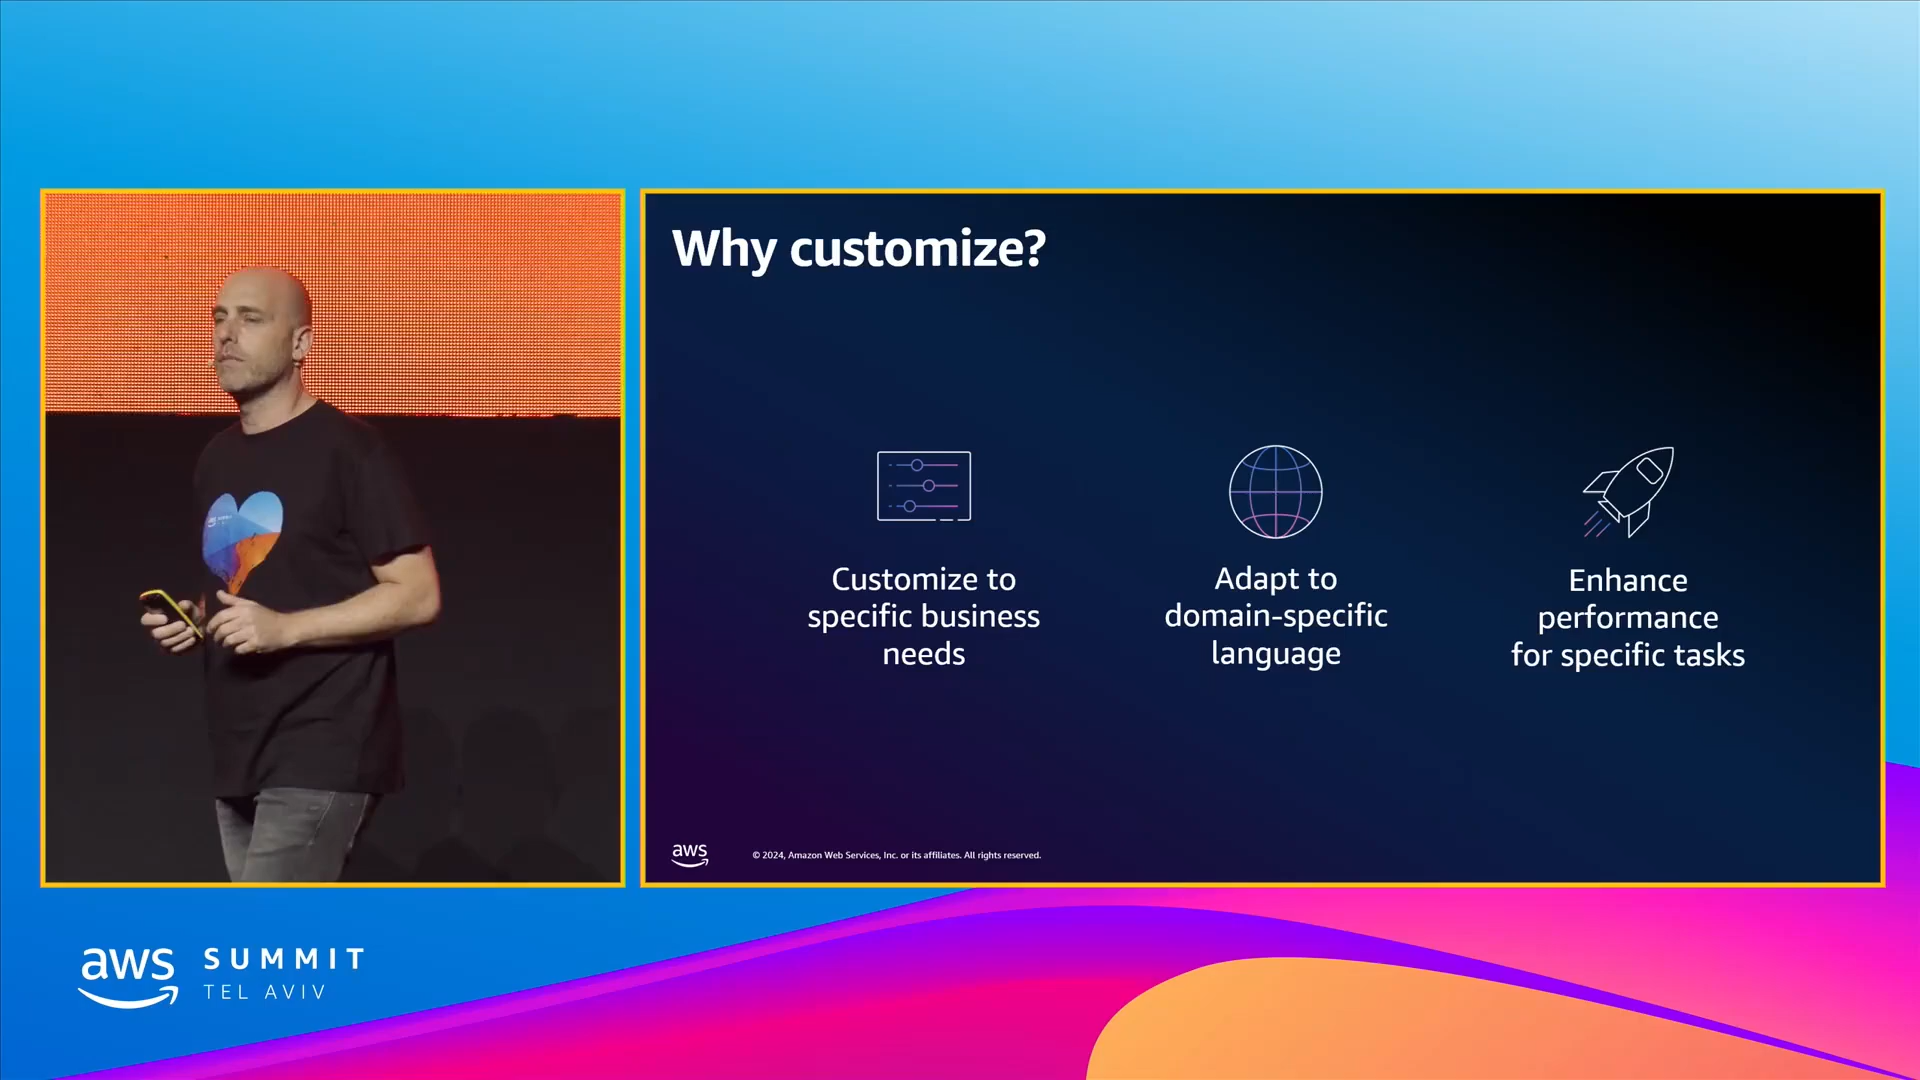 Why customize?
Customize to
specific business
needs
Adapt to
domain-specific
language
Enhance
performance
for specific tasks
aws
© 2024, Amazon Web Services, Inc. or its affiliates. All rights reserved.
aws
SUMMIT
TEL AVIV